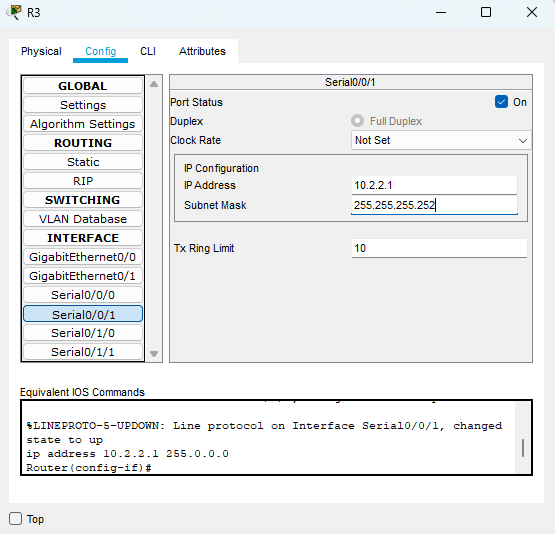 R3
Physical Config CLI Attributes
GLOBAL
Settings
Algorithm Settings
ROUTING
Static
RIP
SWITCHING
VLAN Database
INTERFACE
GigabitEthernet0/0
GigabitEthernet0/1
Serial0/0/0
Serial0/0/1
Serial0/1/0
Serial0/1/1
Serial0/0/1
Port Status On
Duplex Full Duplex
Clock Rate Not Set
IP Configuration
IP Address 10.2.2.1
Subnet Mask 255.255.255.252
Tx Ring Limit 10
Equivalent IOS Commands
%LINEPROTO-5-UPDOWN: Line protocol on Interface Serial0/0/1, changed
state to up
ip address 10.2.2.1 255.0.0.0
Router(config-if)#
Top